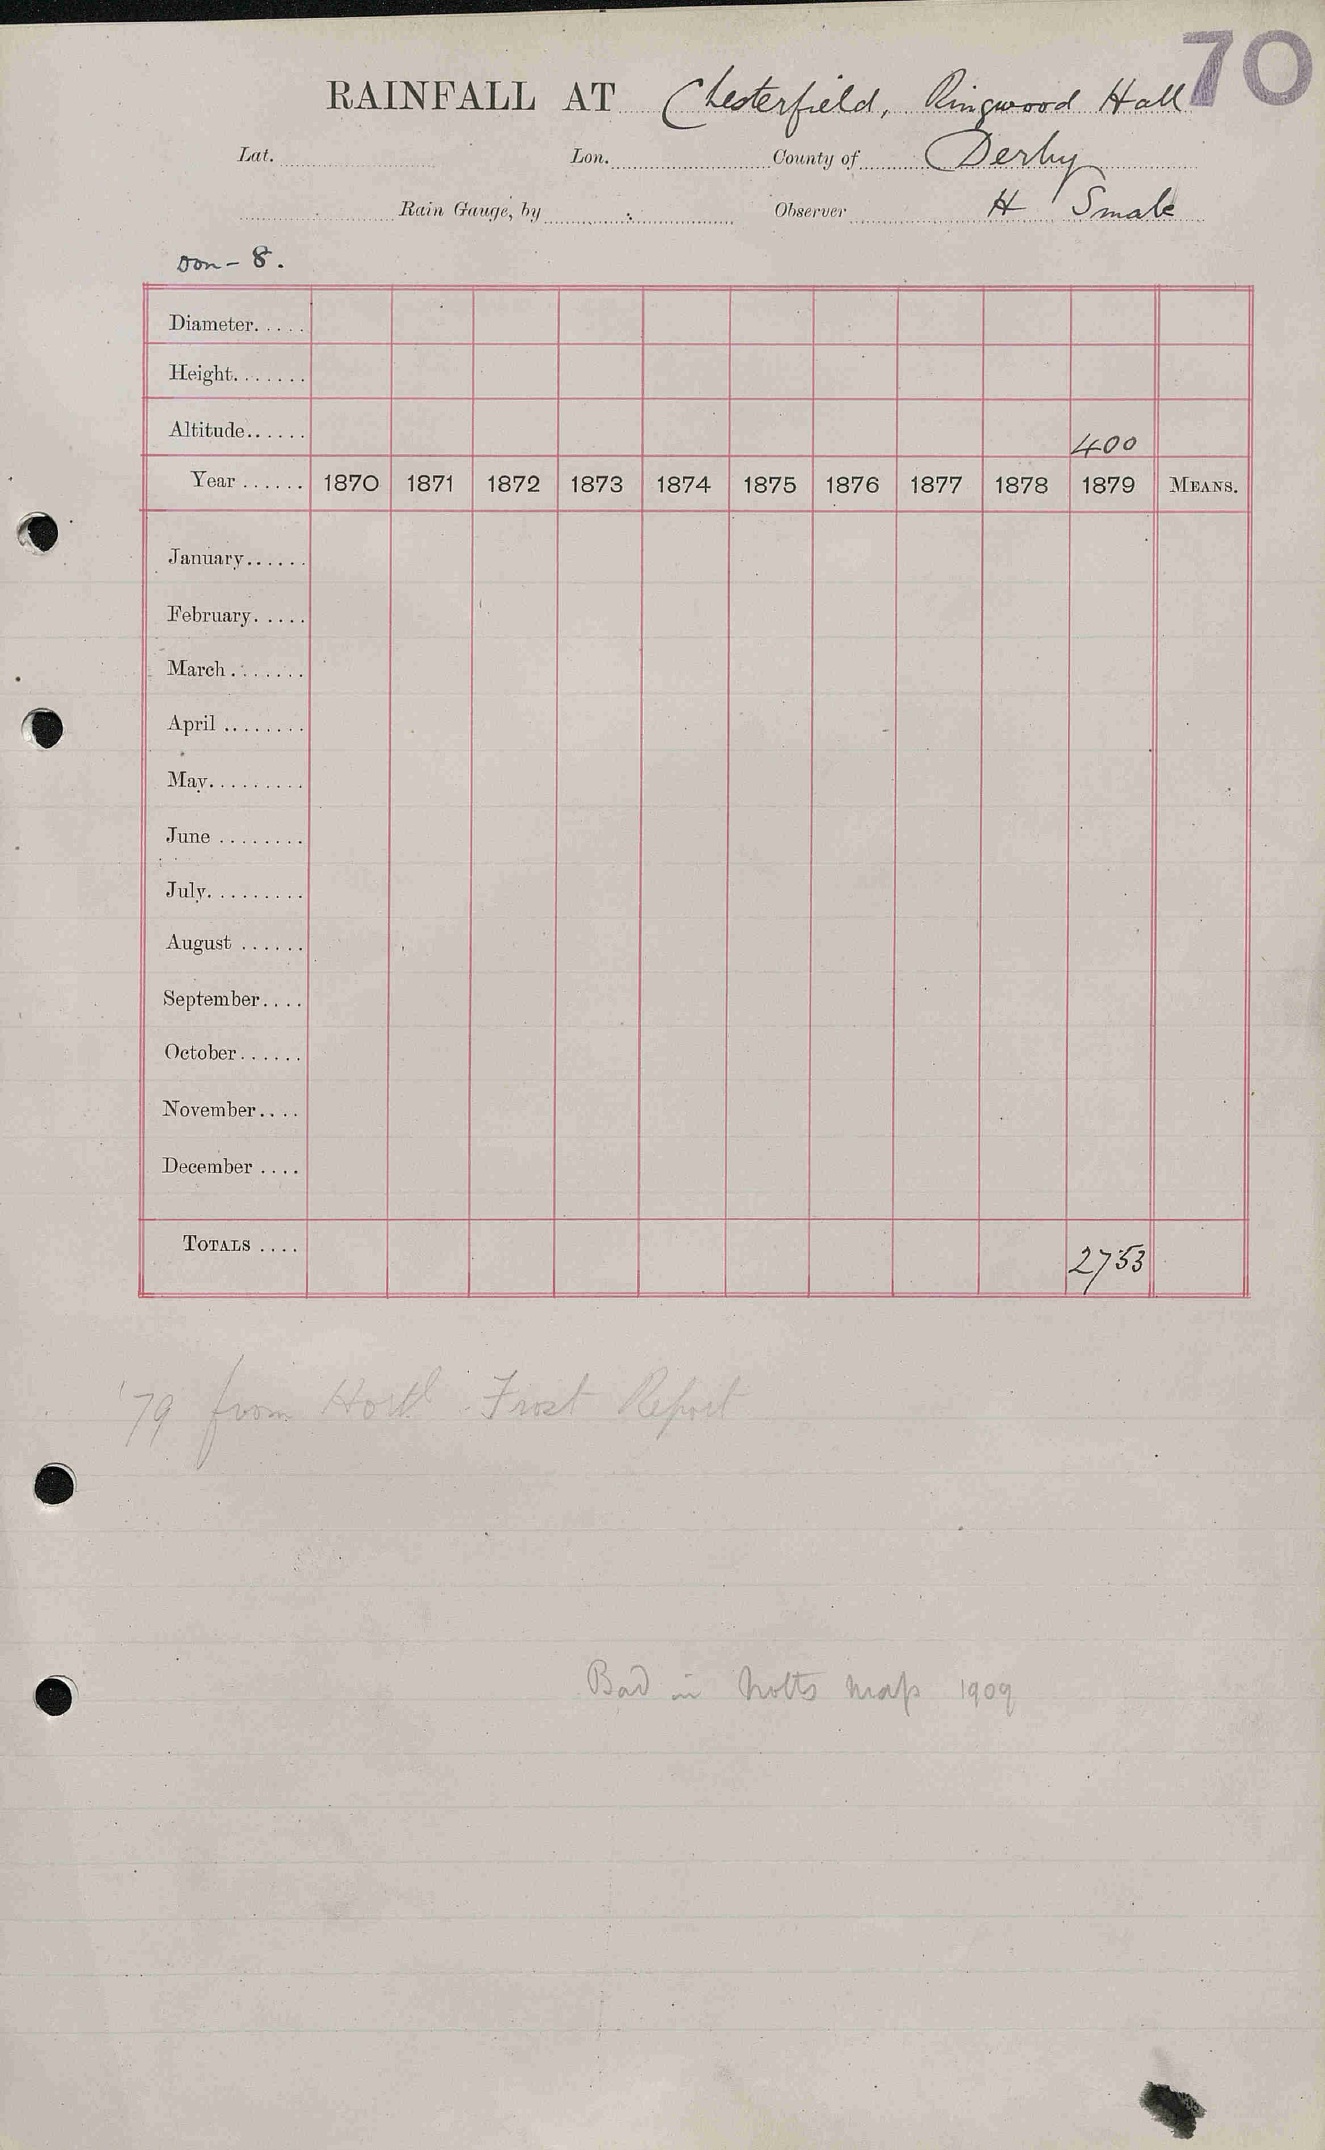 70
RAINFALL AT Chesterfield, Ringwood Hall
Lat. Lon. County of Derby
Rain Gauge, by Observer H Smale
Don - 8.
Diameter.....
Height.......
Altitude...... 400
Year ...... 1870 1871 1872 1873 1874 1875 1876 1877 1878 1879 MEANS.
January......
February.....
March.......
April ........
May.........
June ........
July.........
August ......
September....
October......
November....
December ....
TOTALS .... 27.53
'79 from Hortl Frost Report
Bad in Notts Map 1909